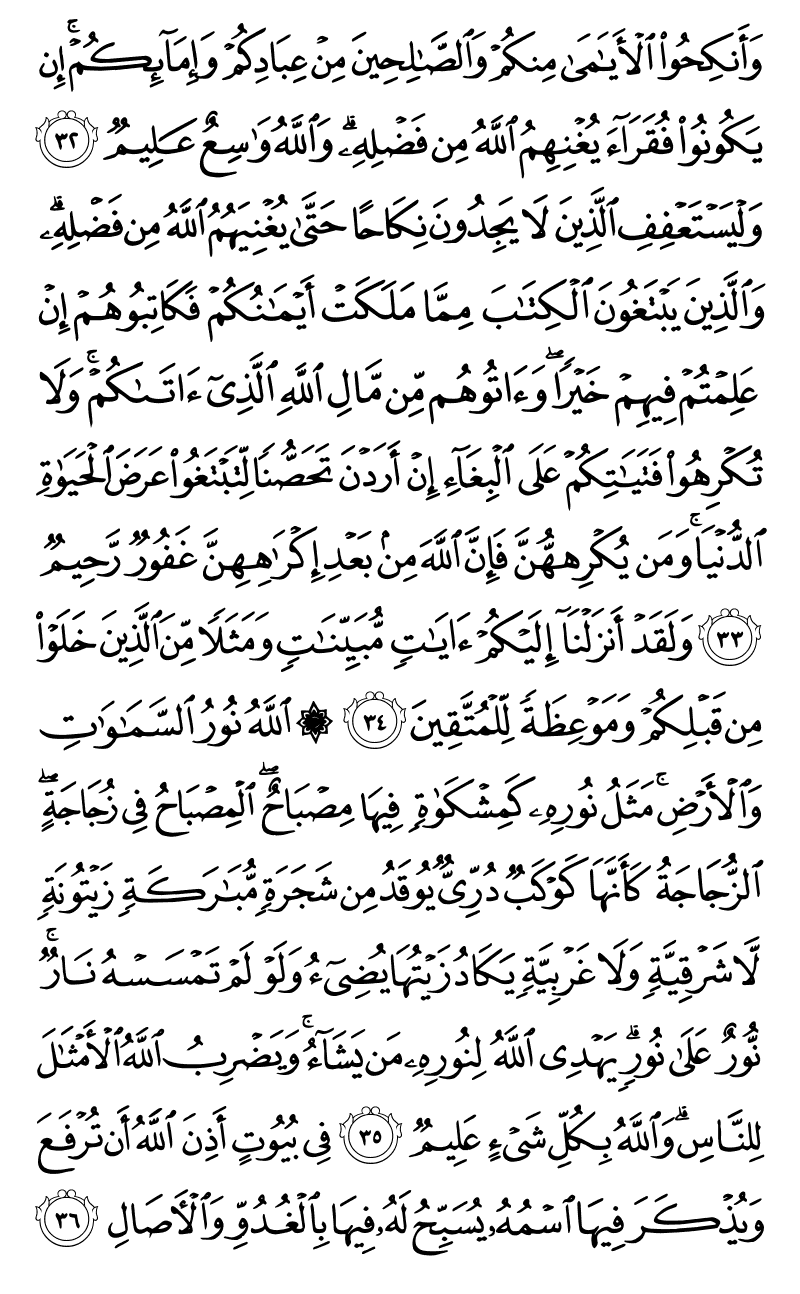 وَأَنكِحُوا۟ ٱلْأَيَـٰمَىٰ مِنكُمْ وَٱلصَّـٰلِحِينَ مِنْ عِبَادِكُمْ وَإِمَآئِكُمْ ۚ إِن
يَكُونُوا۟ فُقَرَآءَ يُغْنِهِمُ ٱللَّهُ مِن فَضْلِهِۦ ۗ وَٱللَّهُ وَٰسِعٌ عَلِيمٌ ٣٢
وَلْيَسْتَعْفِفِ ٱلَّذِينَ لَا يَجِدُونَ نِكَاحًا حَتَّىٰ يُغْنِيَهُمُ ٱللَّهُ مِن فَضْلِهِۦ ۗ
وَٱلَّذِينَ يَبْتَغُونَ ٱلْكِتَـٰبَ مِمَّا مَلَكَتْ أَيْمَـٰنُكُمْ فَكَاتِبُوهُمْ إِنْ
عَلِمْتُمْ فِيهِمْ خَيْرًا ۖ وَءَاتُوهُم مِّن مَّالِ ٱللَّهِ ٱلَّذِىٓ ءَاتَىٰكُمْ ۚ وَلَا
تُكْرِهُوا۟ فَتَيَـٰتِكُمْ عَلَى ٱلْبِغَآءِ إِنْ أَرَدْنَ تَحَصُّنًا لِّتَبْتَغُوا۟ عَرَضَ ٱلْحَيَوٰةِ
ٱلدُّنْيَا ۚ وَمَن يُكْرِههُّنَّ فَإِنَّ ٱللَّهَ مِنۢ بَعْدِ إِكْرَٰهِهِنَّ غَفُورٌ رَّحِيمٌ
٣٣ وَلَقَدْ أَنزَلْنَآ إِلَيْكُمْ ءَايَـٰتٍ مُّبَيِّنَـٰتٍ وَمَثَلًا مِّنَ ٱلَّذِينَ خَلَوْا۟
مِن قَبْلِكُمْ وَمَوْعِظَةً لِّلْمُتَّقِينَ ٣٤ ۞ ٱللَّهُ نُورُ ٱلسَّمَـٰوَٰتِ
وَٱلْأَرْضِ ۚ مَثَلُ نُورِهِۦ كَمِشْكَوٰةٍ فِيهَا مِصْبَاحٌ ۖ ٱلْمِصْبَاحُ فِى زُجَاجَةٍ ۖ
ٱلزُّجَاجَةُ كَأَنَّهَا كَوْكَبٌ دُرِّىٌّ يُوقَدُ مِن شَجَرَةٍ مُّبَـٰرَكَةٍ زَيْتُونَةٍ
لَّا شَرْقِيَّةٍ وَلَا غَرْبِيَّةٍ يَكَادُ زَيْتُهَا يُضِىٓءُ وَلَوْ لَمْ تَمْسَسْهُ نَارٌ ۚ
نُّورٌ عَلَىٰ نُورٍ ۗ يَهْدِى ٱللَّهُ لِنُورِهِۦ مَن يَشَآءُ ۚ وَيَضْرِبُ ٱللَّهُ ٱلْأَمْثَـٰلَ
لِلنَّاسِ ۗ وَٱللَّهُ بِكُلِّ شَىْءٍ عَلِيمٌ ٣٥ فِى بُيُوتٍ أَذِنَ ٱللَّهُ أَن تُرْفَعَ
وَيُذْكَرَ فِيهَا ٱسْمُهُۥ يُسَبِّحُ لَهُۥ فِيهَا بِٱلْغُدُوِّ وَٱلْـَٔاصَالِ ٣٦